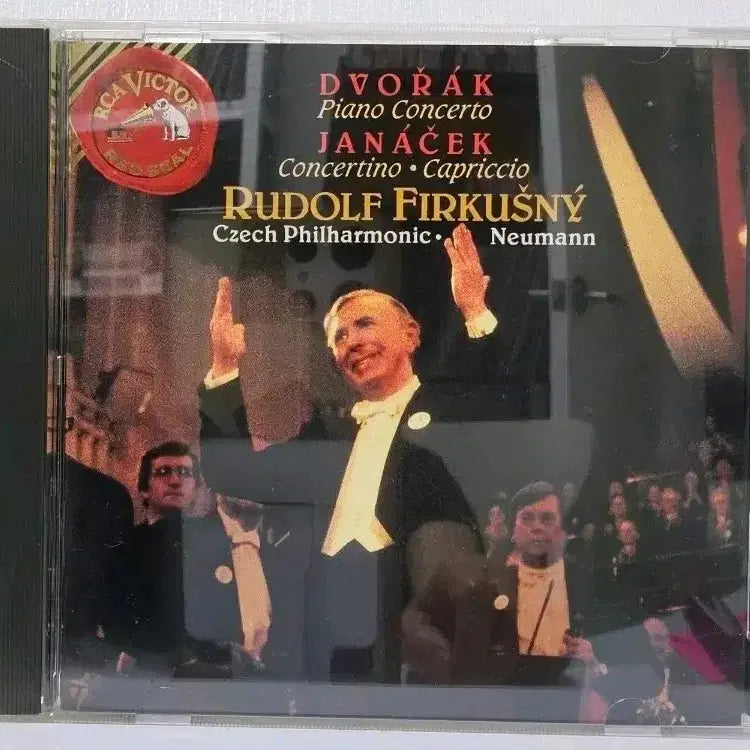 RCA VICTOR
RED SEAL
DVOŘÁK
Piano Concerto
JANÁČEK
Concertino • Capriccio
RUDOLF FIRKUŠNÝ
Czech Philharmonic • Neumann